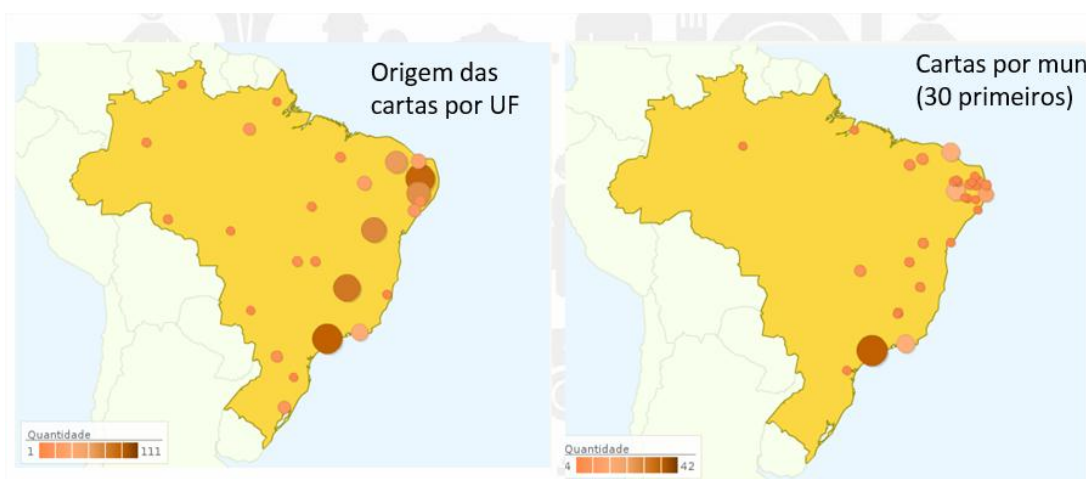 Origem das
cartas por UF
Quantidade
1 111
Cartas por mun
(30 primeiros)
Quantidade
4 42